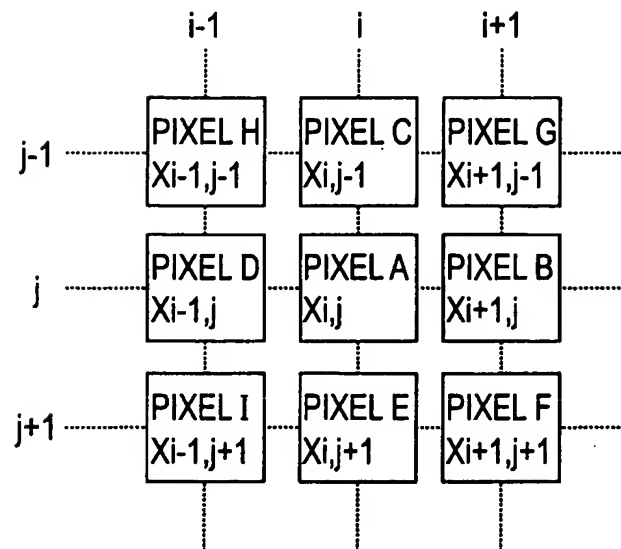 i-1 i i+1
j-1
PIXEL H PIXEL C PIXEL G
Xi-1,j-1 Xi,j-1 Xi+1,j-1
j
PIXEL D PIXEL A PIXEL B
Xi-1,j Xi,j Xi+1,j
j+1
PIXEL I PIXEL E PIXEL F
Xi-1,j+1 Xi,j+1 Xi+1,j+1